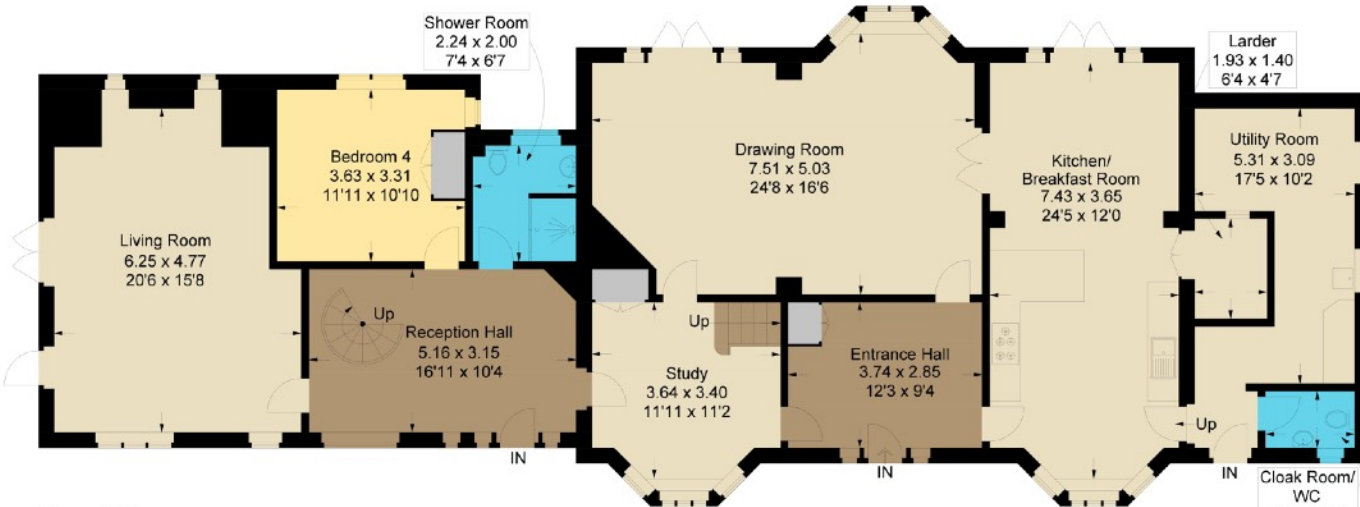 Shower Room
2.24 x 2.00
7'4 x 6'7
Larder
1.93 x 1.40
6'4 x 4'7
Bedroom 4
3.63 x 3.31
11'11 x 10'10
Drawing Room
7.51 x 5.03
24'8 x 16'6
Kitchen/
Breakfast Room
7.43 x 3.65
24'5 x 12'0
Utility Room
5.31 x 3.09
17'5 x 10'2
Living Room
6.25 x 4.77
20'6 x 15'8
Up
Reception Hall
5.16 x 3.15
16'11 x 10'4
Up
Study
3.64 x 3.40
11'11 x 11'2
Entrance Hall
3.74 x 2.85
12'3 x 9'4
Up
IN
IN
IN
Cloak Room/
WC